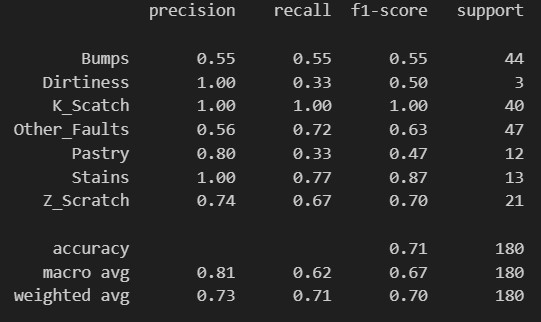 precision recall f1-score support
Bumps 0.55 0.55 0.55 44
Dirtiness 1.00 0.33 0.50 3
K_Scatch 1.00 1.00 1.00 40
Other_Faults 0.56 0.72 0.63 47
Pastry 0.80 0.33 0.47 12
Stains 1.00 0.77 0.87 13
Z_Scratch 0.74 0.67 0.70 21
accuracy 0.71 180
macro avg 0.81 0.62 0.67 180
weighted avg 0.73 0.71 0.70 180